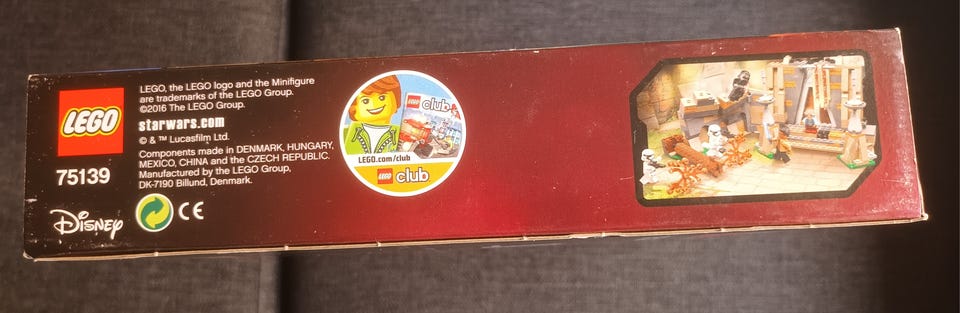 LEGO
75139
Disney
LEGO, the LEGO logo and the Minifigure
are trademarks of the LEGO Group.
©2016 The LEGO Group.
starwars.com
© & ™ Lucasfilm Ltd.
Components made in DENMARK, HUNGARY,
MEXICO, CHINA and the CZECH REPUBLIC.
Manufactured by the LEGO Group,
DK-7190 Billund, Denmark.
CE
LEGO club
LEGO.com/club
LEGO club